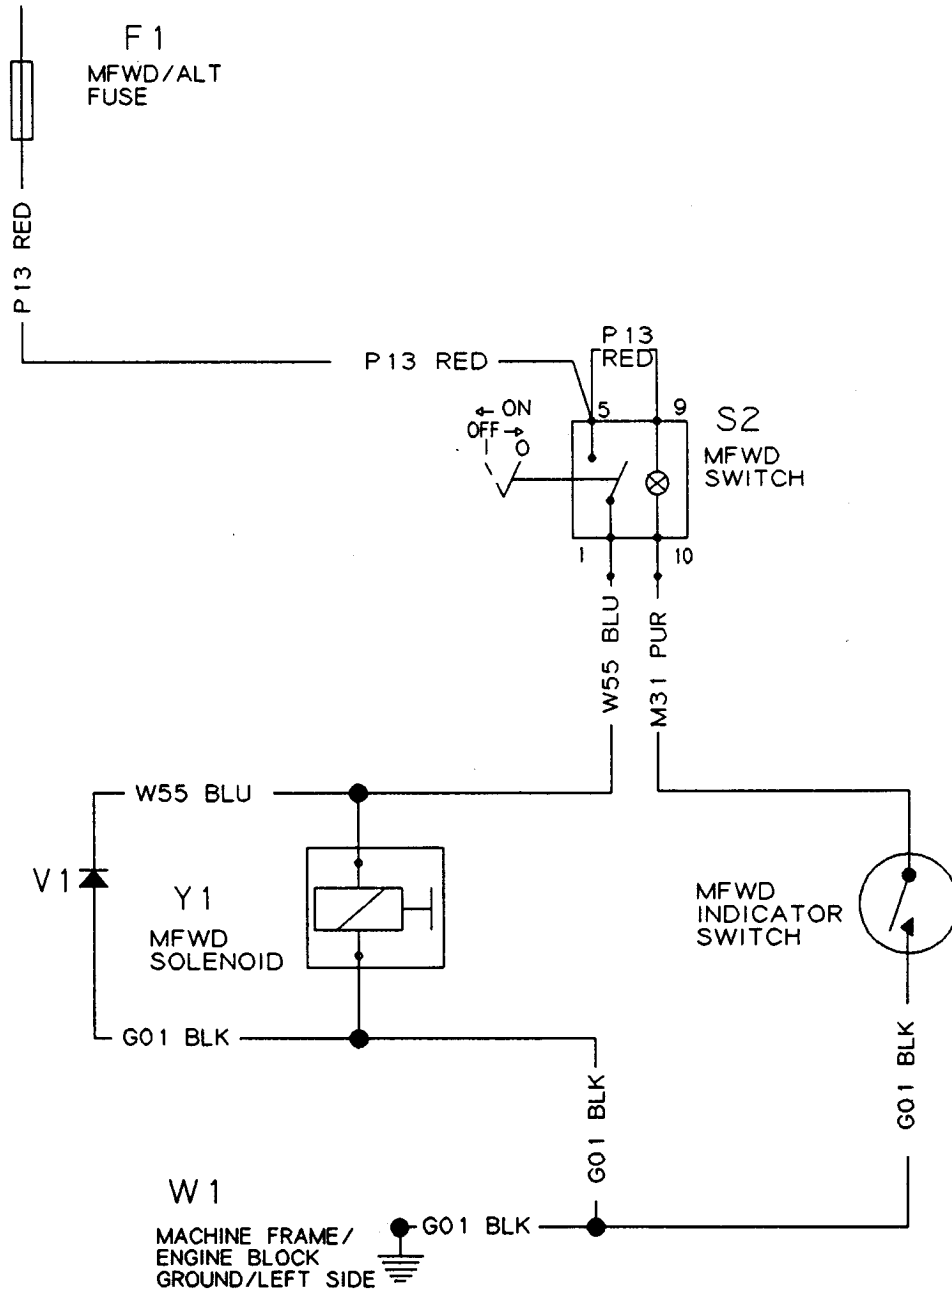 F1
MFWD/ALT
FUSE
P13 RED
P13 RED
P13
RED
← ON
OFF →
O
5
9
S2
MFWD
SWITCH
1
10
W55 BLU
M31 PUR
W55 BLU
V1
Y1
MFWD
SOLENOID
MFWD
INDICATOR
SWITCH
G01 BLK
G01 BLK
G01 BLK
W1
MACHINE FRAME/
ENGINE BLOCK
GROUND/LEFT SIDE
G01 BLK